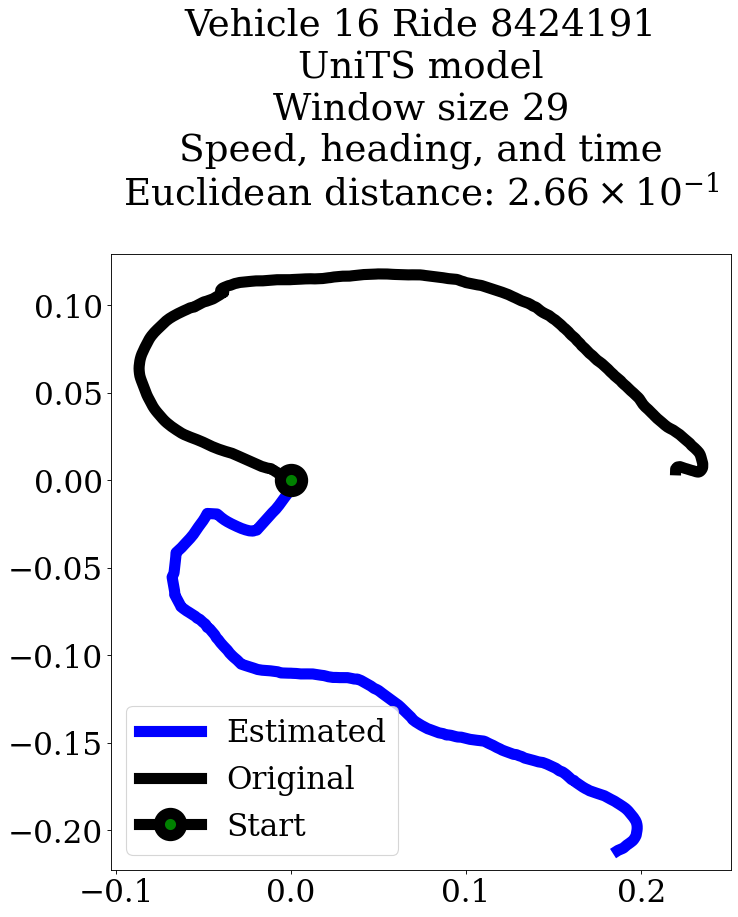 Vehicle 16 Ride 8424191
UniTS model
Window size 29
Speed, heading, and time
Euclidean distance: 2.66 × 10⁻¹
0.10
0.05
0.00
−0.05
−0.10
−0.15
−0.20
Estimated
Original
Start
−0.1
0.0
0.1
0.2